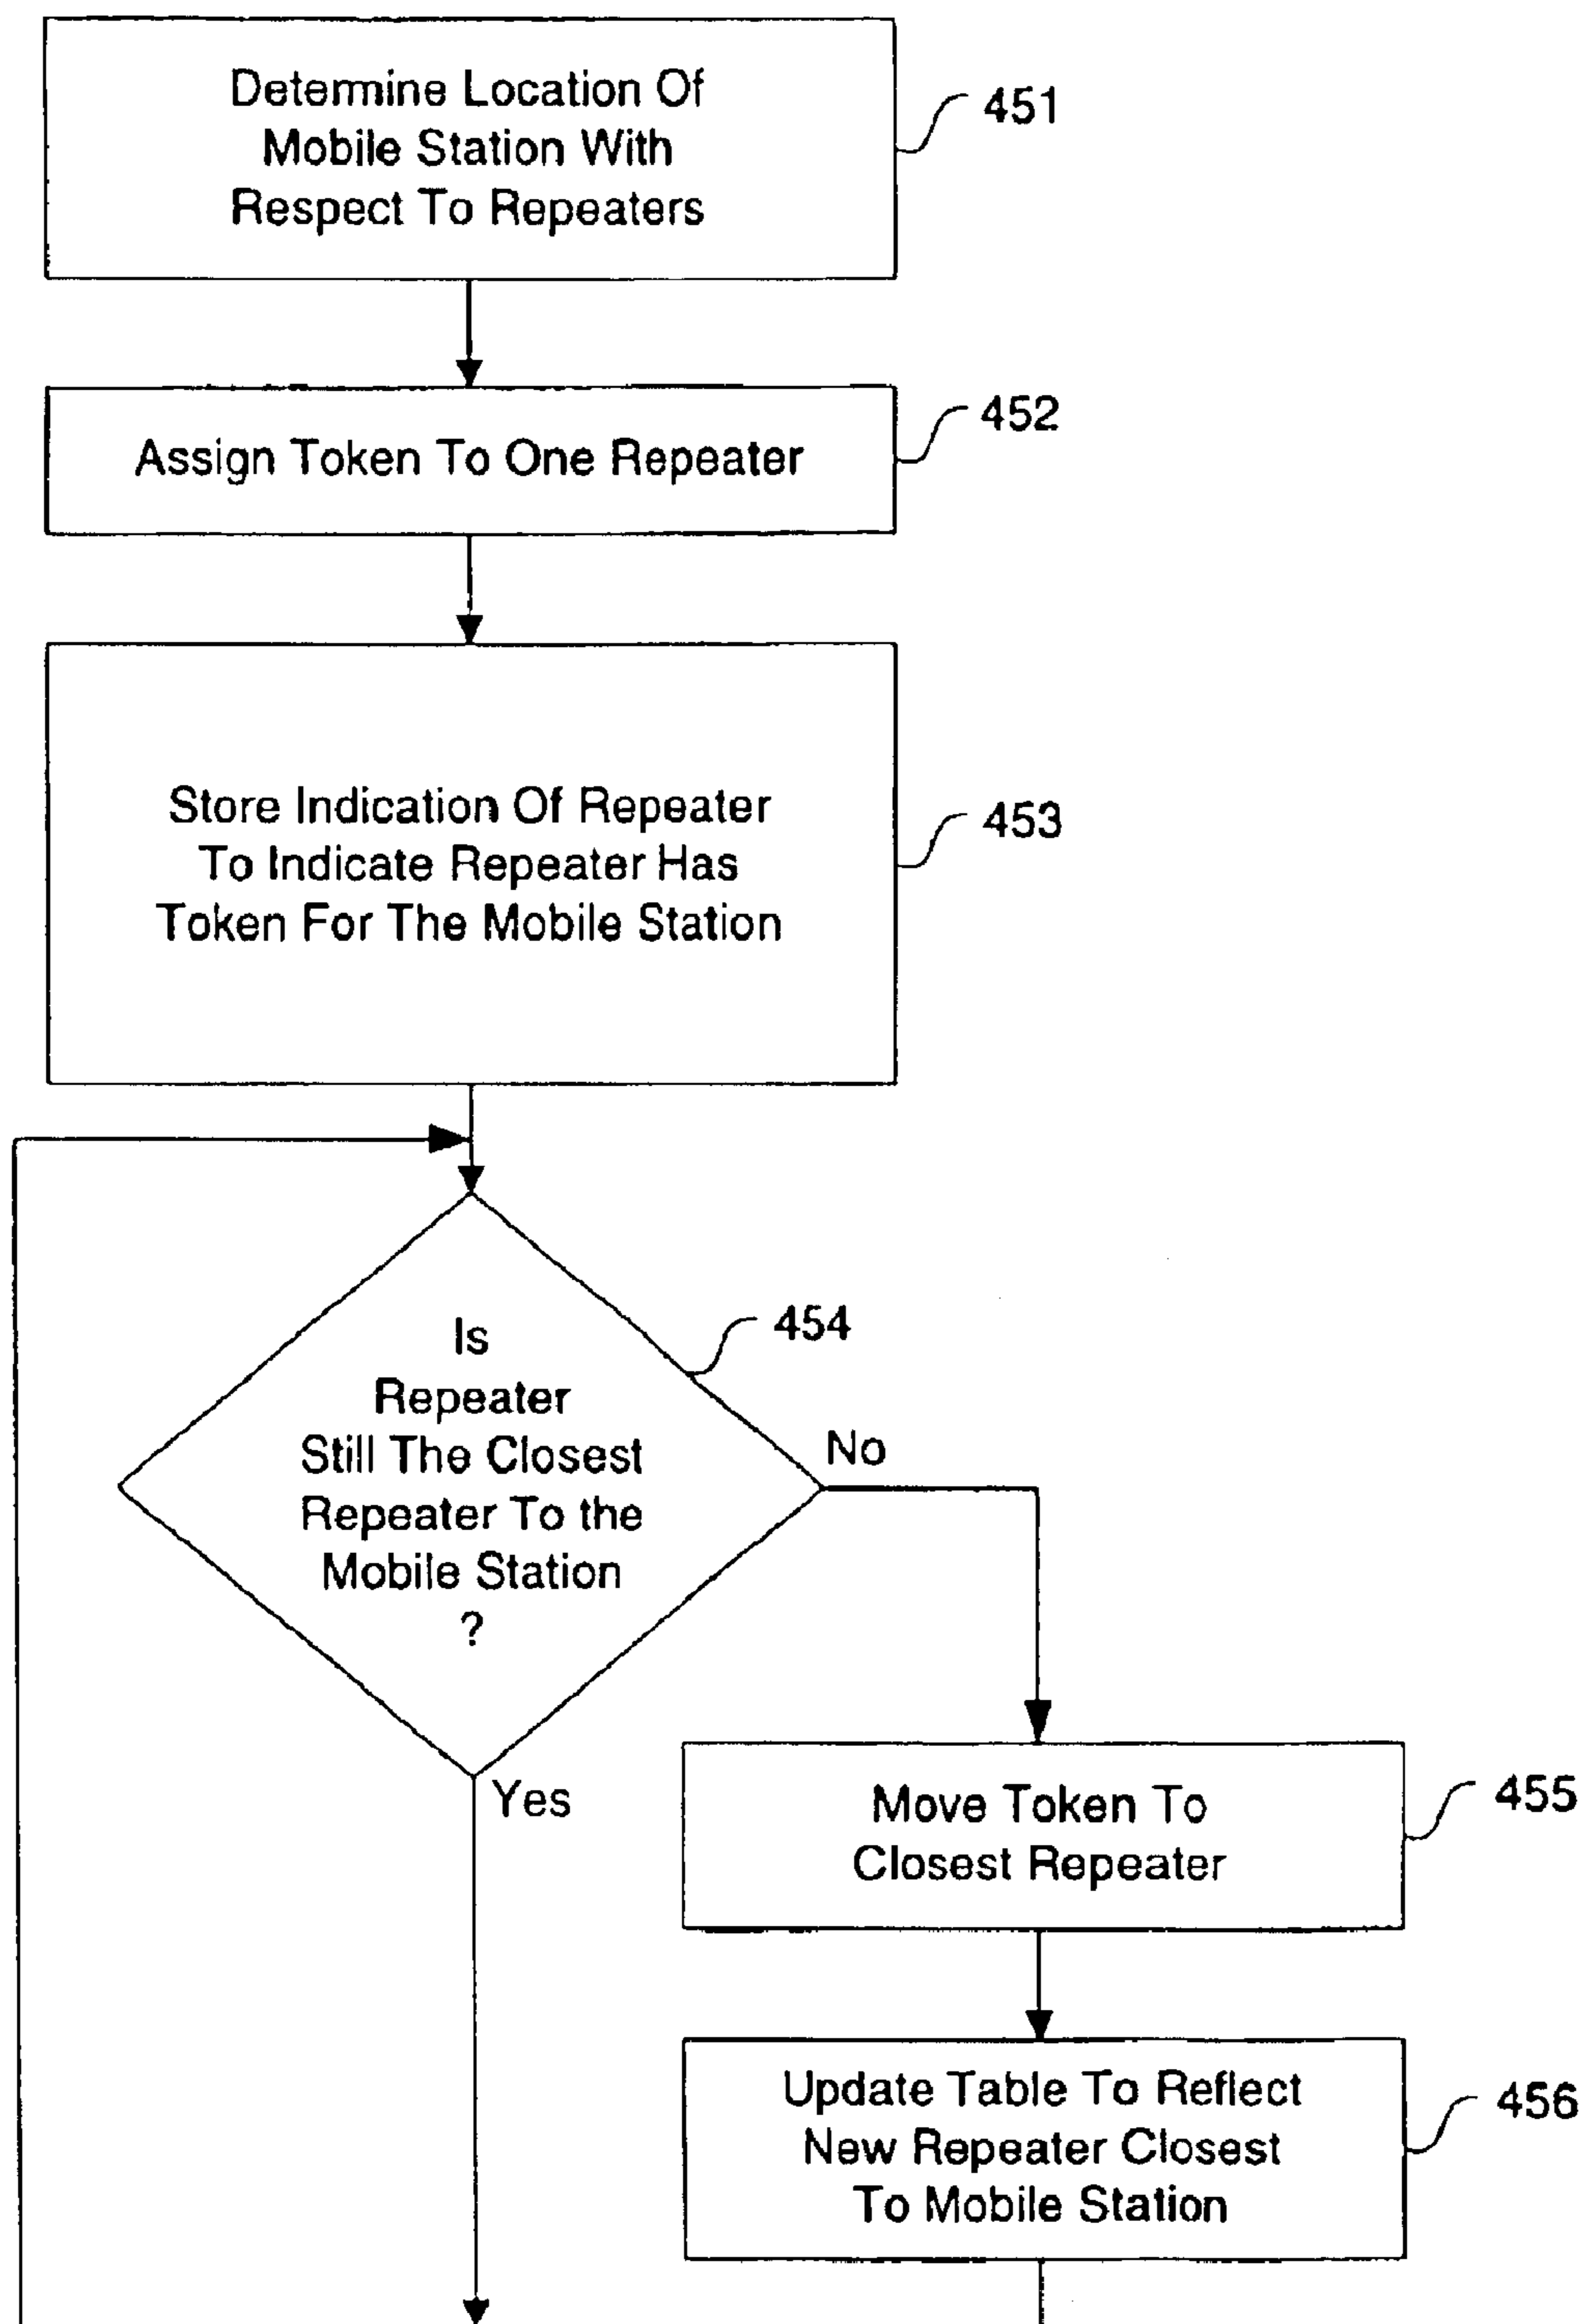 Determine Location Of
Mobile Station With
Respect To Repeaters
451
Assign Token To One Repeater
452
Store Indication Of Repeater
To Indicate Repeater Has
Token For The Mobile Station
453
Is
Repeater
Still The Closest
Repeater To the
Mobile Station
?
454
No
Yes
Move Token To
Closest Repeater
455
Update Table To Reflect
New Repeater Closest
To Mobile Station
456